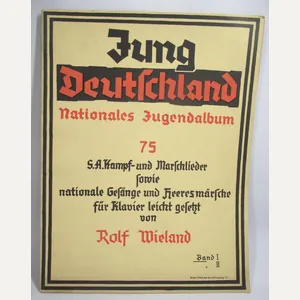 Jung
Deutschland
Nationales Jugendalbum
75
S.A. Kampf- und Marschlieder
sowie
nationale Gesänge und Heeresmärsche
für Klavier leicht gesetzt
von
Rolf Wieland
Band I
II